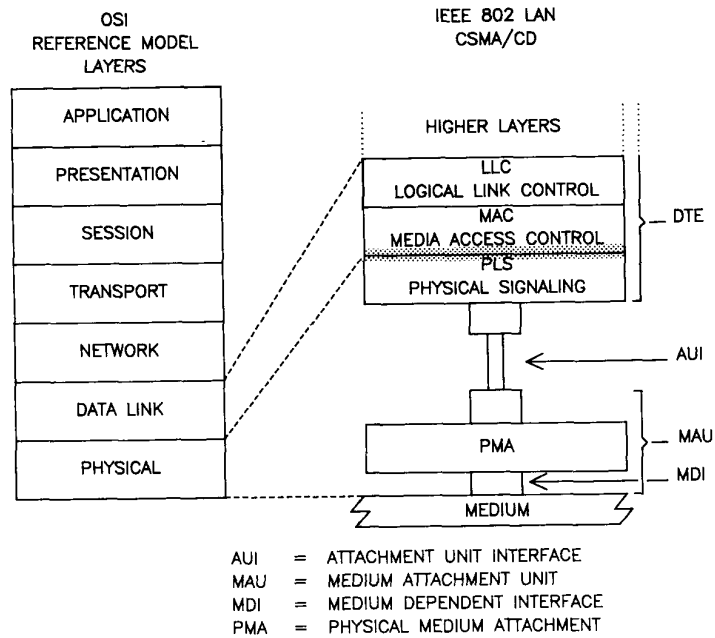 OSI
REFERENCE MODEL
LAYERS
APPLICATION
PRESENTATION
SESSION
TRANSPORT
NETWORK
DATA LINK
PHYSICAL
IEEE 802 LAN
CSMA/CD
HIGHER LAYERS
LLC
LOGICAL LINK CONTROL
MAC
MEDIA ACCESS CONTROL
PLS
PHYSICAL SIGNALING
DTE
AUI
PMA
MAU
MDI
MEDIUM
AUI = ATTACHMENT UNIT INTERFACE
MAU = MEDIUM ATTACHMENT UNIT
MDI = MEDIUM DEPENDENT INTERFACE
PMA = PHYSICAL MEDIUM ATTACHMENT